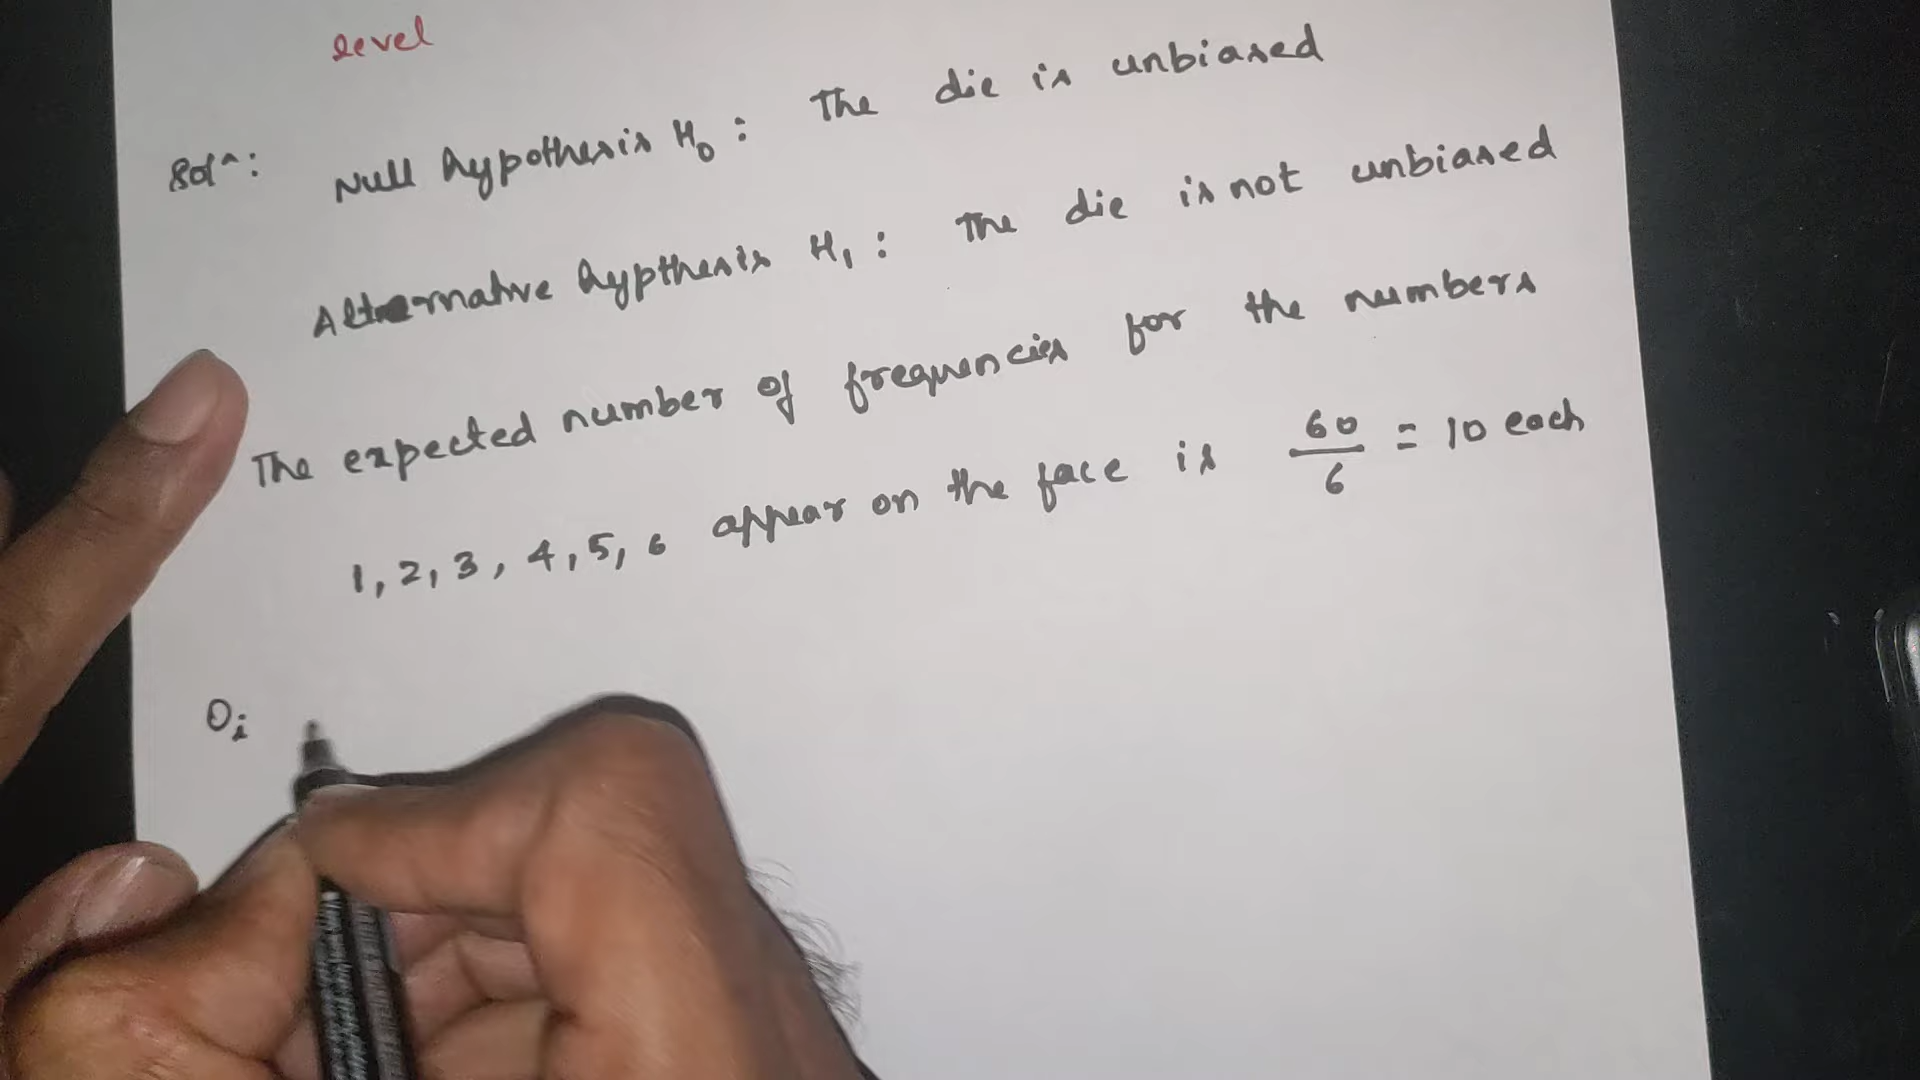 level
Soln: Null hypothesis H0 : The die is unbiased
Alternative hypthesis H1 : The die is not unbiased
The expected number of frequencies for the numbers
1, 2, 3, 4, 5, 6 appear on the face is 60/6 = 10 each
Oi